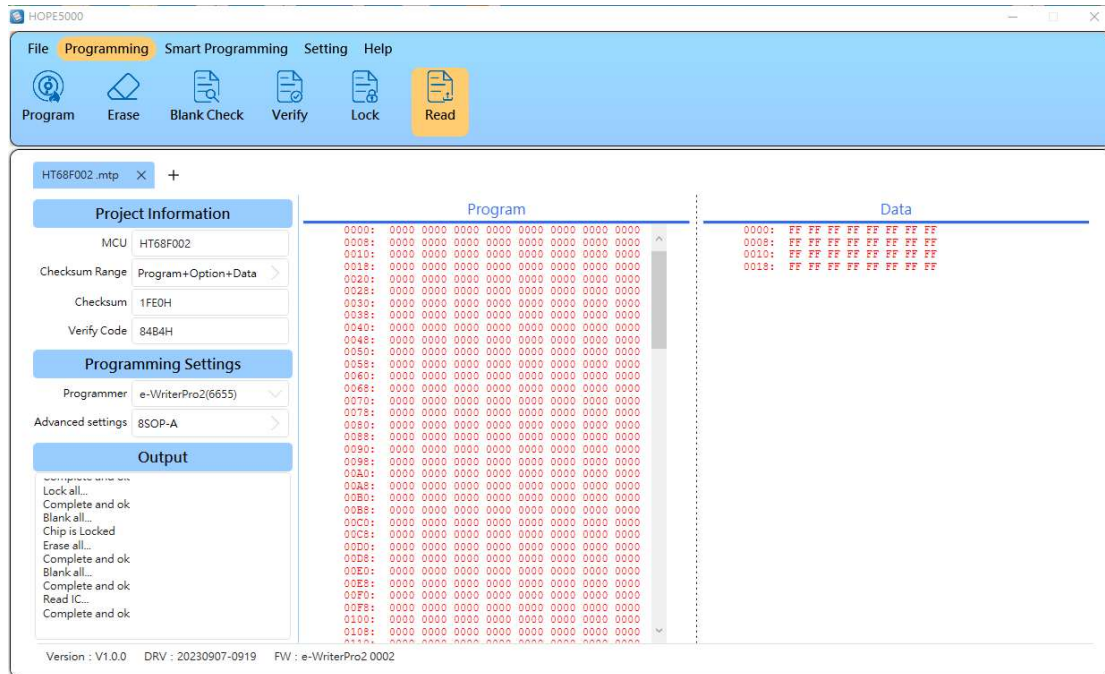 HOPE5000
File Programming Smart Programming Setting Help
Program Erase Blank Check Verify Lock Read
HT68F002 .mtp
Project Information
MCU HT68F002
Checksum Range Program+Option+Data
Checksum 1FE0H
Verify Code 84B4H
Programming Settings
Programmer e-WriterPro2(6655)
Advanced settings 8SOP-A
Output
Complete and ok
Lock all...
Complete and ok
Blank all...
Chip is Locked
Erase all...
Complete and ok
Blank all...
Complete and ok
Read IC...
Complete and ok
Program
0000: 0000 0000 0000 0000 0000 0000 0000 0000
0008: 0000 0000 0000 0000 0000 0000 0000 0000
0010: 0000 0000 0000 0000 0000 0000 0000 0000
0018: 0000 0000 0000 0000 0000 0000 0000 0000
0020: 0000 0000 0000 0000 0000 0000 0000 0000
0028: 0000 0000 0000 0000 0000 0000 0000 0000
0030: 0000 0000 0000 0000 0000 0000 0000 0000
0038: 0000 0000 0000 0000 0000 0000 0000 0000
0040: 0000 0000 0000 0000 0000 0000 0000 0000
0048: 0000 0000 0000 0000 0000 0000 0000 0000
0050: 0000 0000 0000 0000 0000 0000 0000 0000
0058: 0000 0000 0000 0000 0000 0000 0000 0000
0060: 0000 0000 0000 0000 0000 0000 0000 0000
0068: 0000 0000 0000 0000 0000 0000 0000 0000
0070: 0000 0000 0000 0000 0000 0000 0000 0000
0078: 0000 0000 0000 0000 0000 0000 0000 0000
0080: 0000 0000 0000 0000 0000 0000 0000 0000
0088: 0000 0000 0000 0000 0000 0000 0000 0000
0090: 0000 0000 0000 0000 0000 0000 0000 0000
0098: 0000 0000 0000 0000 0000 0000 0000 0000
00A0: 0000 0000 0000 0000 0000 0000 0000 0000
00A8: 0000 0000 0000 0000 0000 0000 0000 0000
00B0: 0000 0000 0000 0000 0000 0000 0000 0000
00B8: 0000 0000 0000 0000 0000 0000 0000 0000
00C0: 0000 0000 0000 0000 0000 0000 0000 0000
00C8: 0000 0000 0000 0000 0000 0000 0000 0000
00D0: 0000 0000 0000 0000 0000 0000 0000 0000
00D8: 0000 0000 0000 0000 0000 0000 0000 0000
00E0: 0000 0000 0000 0000 0000 0000 0000 0000
00E8: 0000 0000 0000 0000 0000 0000 0000 0000
00F0: 0000 0000 0000 0000 0000 0000 0000 0000
00F8: 0000 0000 0000 0000 0000 0000 0000 0000
0100: 0000 0000 0000 0000 0000 0000 0000 0000
0108: 0000 0000 0000 0000 0000 0000 0000 0000
0110: 0000 0000 0000 0000 0000 0000 0000 0000
Data
0000: FF FF FF FF FF FF FF FF
0008: FF FF FF FF FF FF FF FF
0010: FF FF FF FF FF FF FF FF
0018: FF FF FF FF FF FF FF FF
Version : V1.0.0 DRV : 20230907-0919 FW : e-WriterPro2 0002